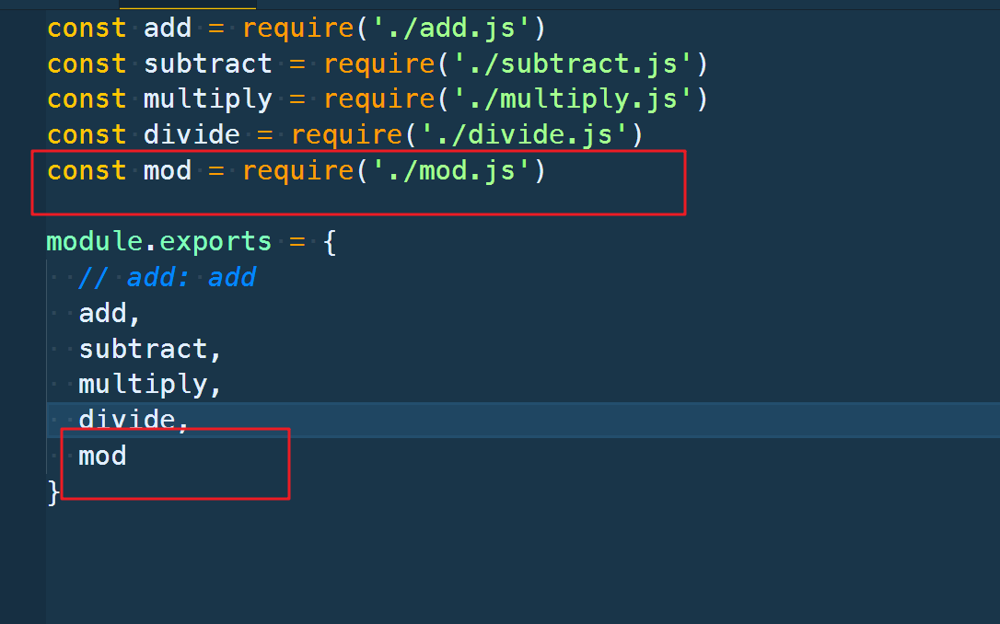 const add = require('./add.js')
const subtract = require('./subtract.js')
const multiply = require('./multiply.js')
const divide = require('./divide.js')
const mod = require('./mod.js')
module.exports = {
// add: add
add,
subtract,
multiply,
divide,
mod
}